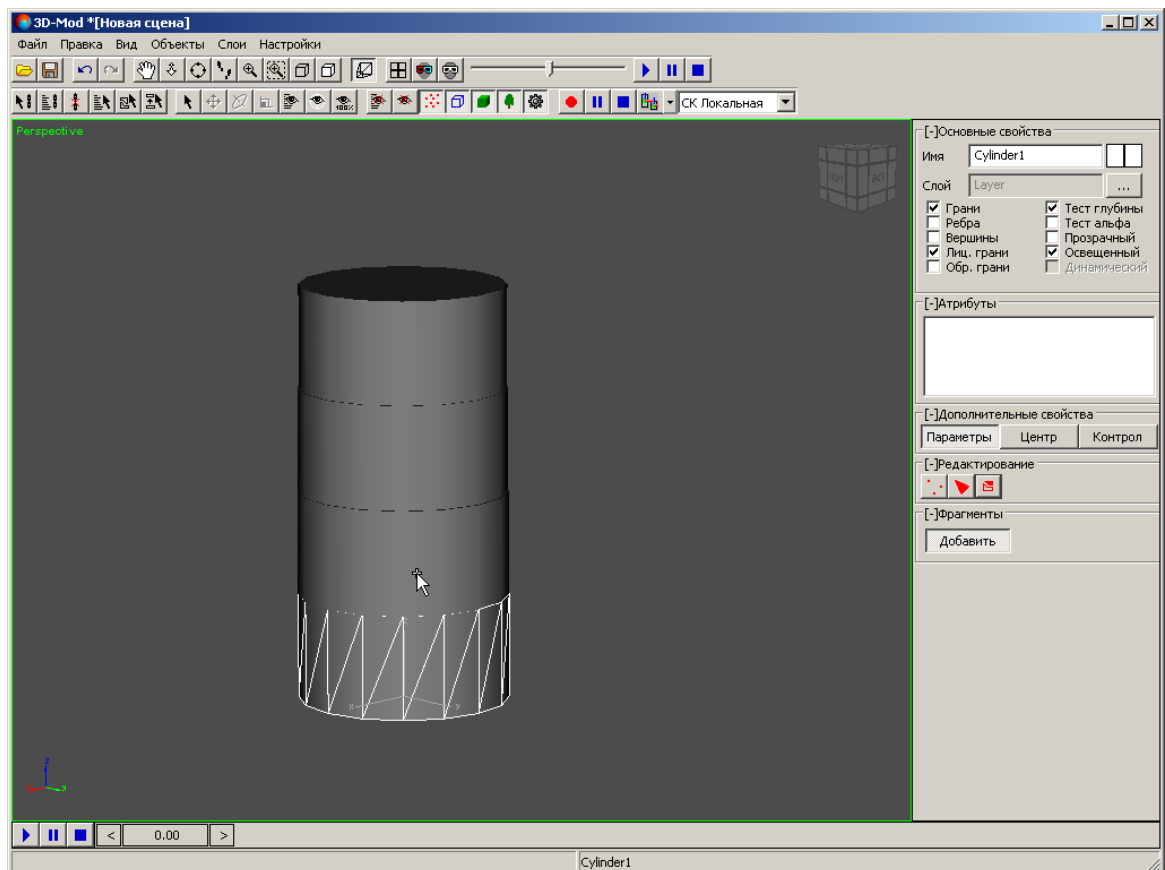 3D-Mod *[Новая сцена]
Файл Правка Вид Объекты Слои Настройки
100%
СК Локальная
Perspective
[-]Основные свойства
Имя Cylinder1
Слой Layer ...
Грани Тест глубины
Ребра Тест альфа
Вершины Прозрачный
Лиц. грани Освещенный
Обр. грани Динамический
[-]Атрибуты
[-]Дополнительные свойства
Параметры Центр Контрол
[-]Редактирование
[-]Фрагменты
Добавить
x y
z
< 0.00 >
Cylinder1